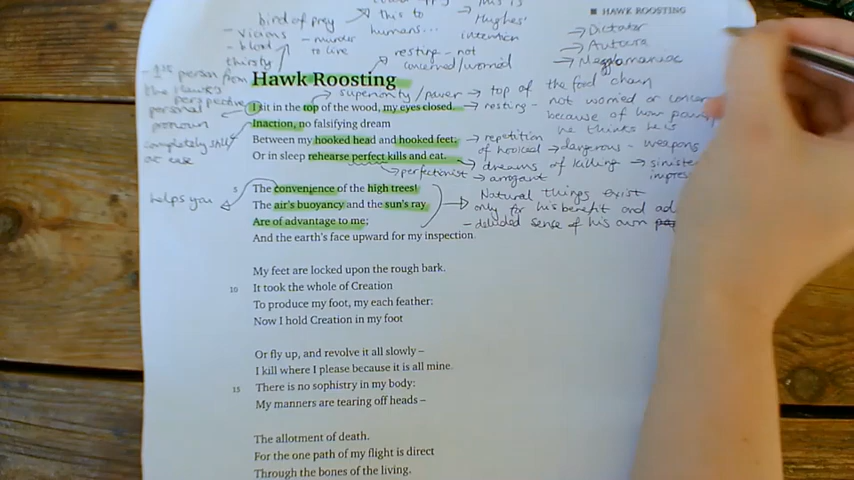 ■ HAWK ROOSTING
bird of prey
→ This to
→ This is
Hughes'
intention
humans...
→ Dictator
→ Autocra
→ Megalomaniac
- vicious
- blood
thirsty
- murder
to live
resting - not
concerned/worried
- 1st person from
the Hawk's
perspective
personal
pronoun
completely still
at ease
Hawk Roosting
superiority/power → top of the food chain
I sit in the top of the wood, my eyes closed.
→ resting - not worried or concer
because of how pow
he thinks he is
Inaction, no falsifying dream
Between my hooked head and hooked feet:
→ repetition
of hooked → dangerous - weapons
Or in sleep rehearse perfect kills and eat.
→ dreams of killing → sinister
impres
→ perfectionist → arrogant
helps you
5 The convenience of the high trees!
The air's buoyancy and the sun's ray
Are of advantage to me;
And the earth's face upward for my inspection.
Natural things exist
only for his benefit and ad
- deluded sense of his own
My feet are locked upon the rough bark.
10 It took the whole of Creation
To produce my foot, my each feather:
Now I hold Creation in my foot
Or fly up, and revolve it all slowly –
I kill where I please because it is all mine.
15 There is no sophistry in my body:
My manners are tearing off heads –
The allotment of death.
For the one path of my flight is direct
Through the bones of the living.